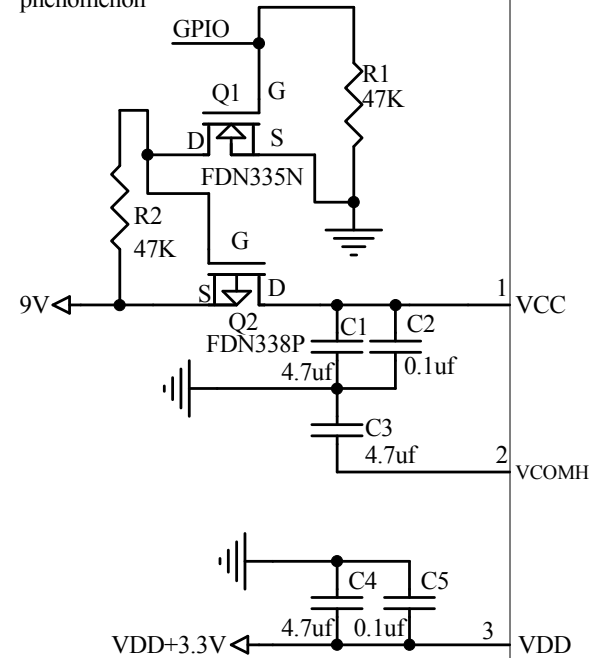 phenomenon
GPIO
R1
47K
Q1
G
D
S
FDN335N
R2
47K
G
S
D
9V
Q2
FDN338P
1
VCC
C1
C2
4.7uf
0.1uf
C3
4.7uf
2
VCOMH
C4
C5
4.7uf
0.1uf
VDD+3.3V
3
VDD